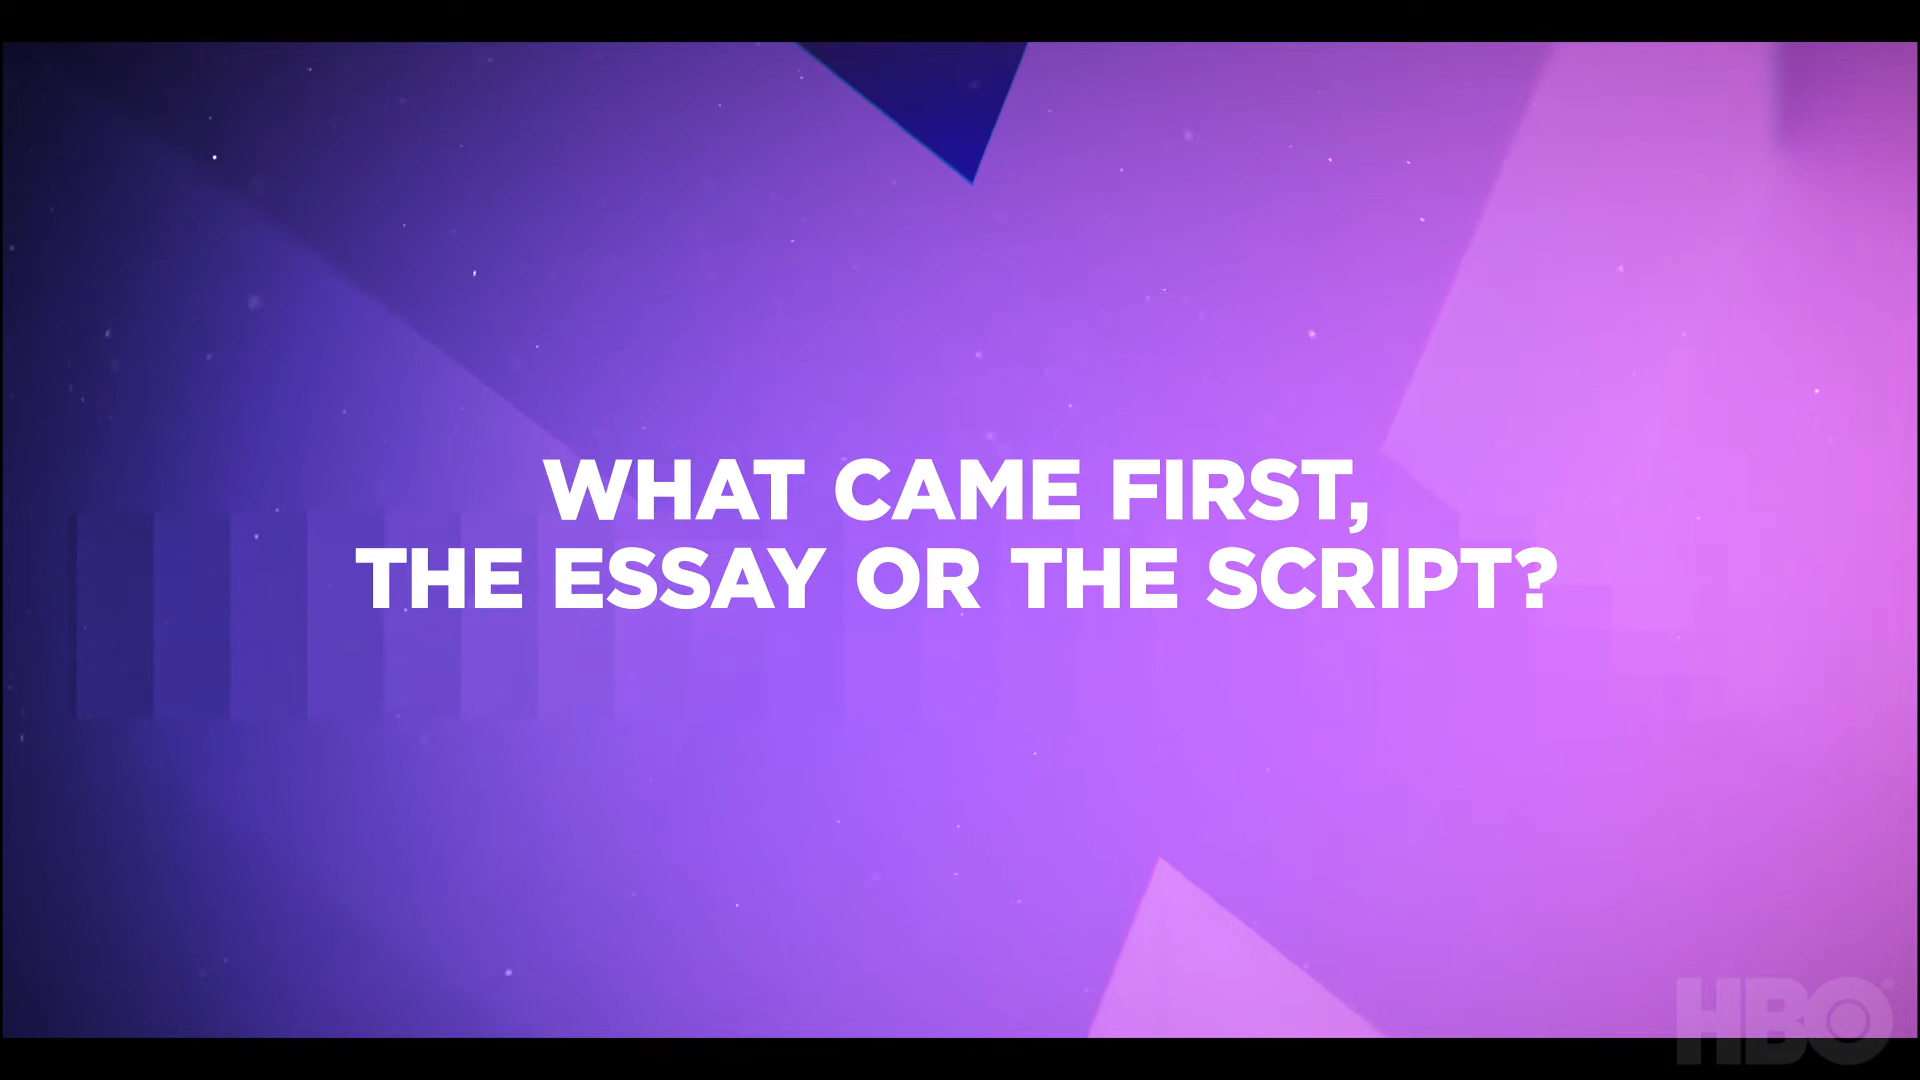 WHAT CAME FIRST,
THE ESSAY OR THE SCRIPT?
HBO